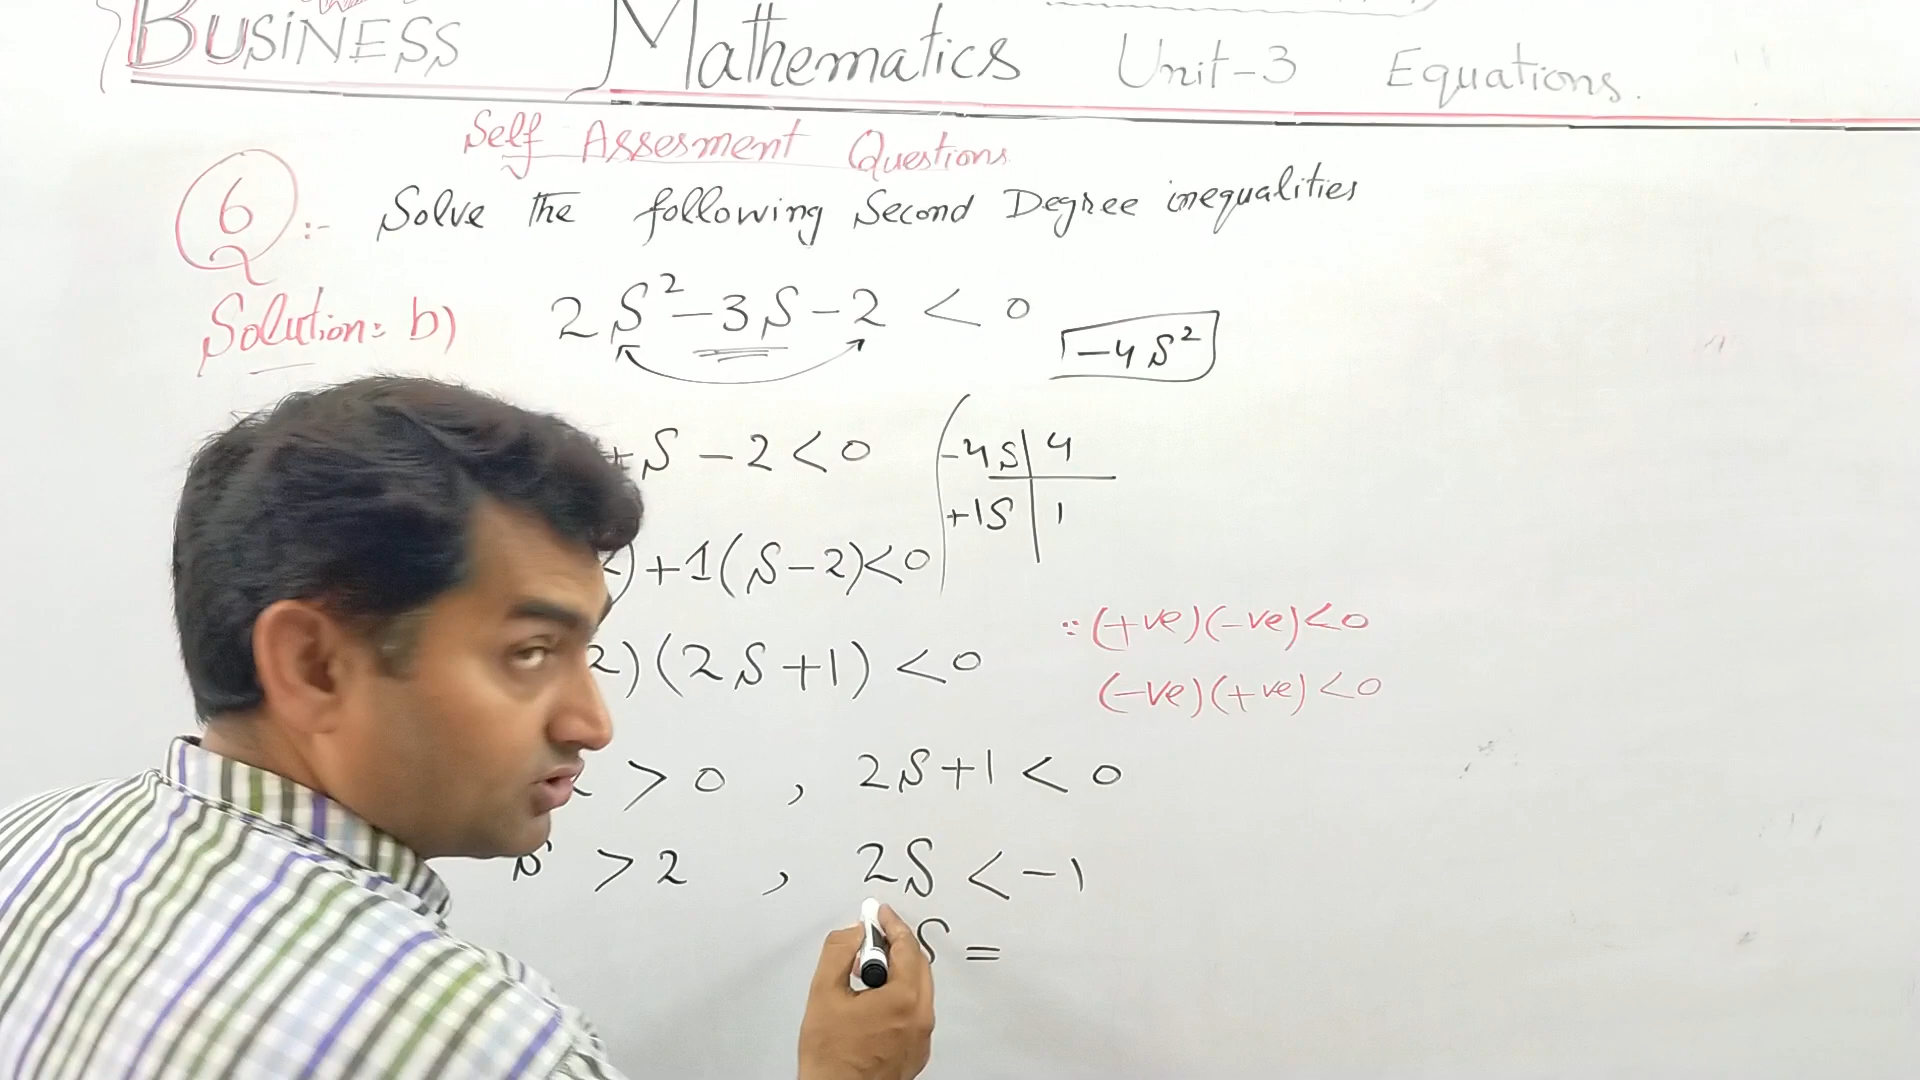 BUSINESS Mathematics Unit-3 Equations.
Self Assesment Questions
Q6:- Solve the following Second Degree inequalities
Solution: b) 2S²-3S-2 < 0
-4S²
+S-2<0
-4S | 4
+1S | 1
)+1(S-2)<0
∵(+ve)(-ve)<0
2)(2S+1)<0
(-ve)(+ve)<0
>0 , 2S+1<0
S >2 , 2S<-1
S=